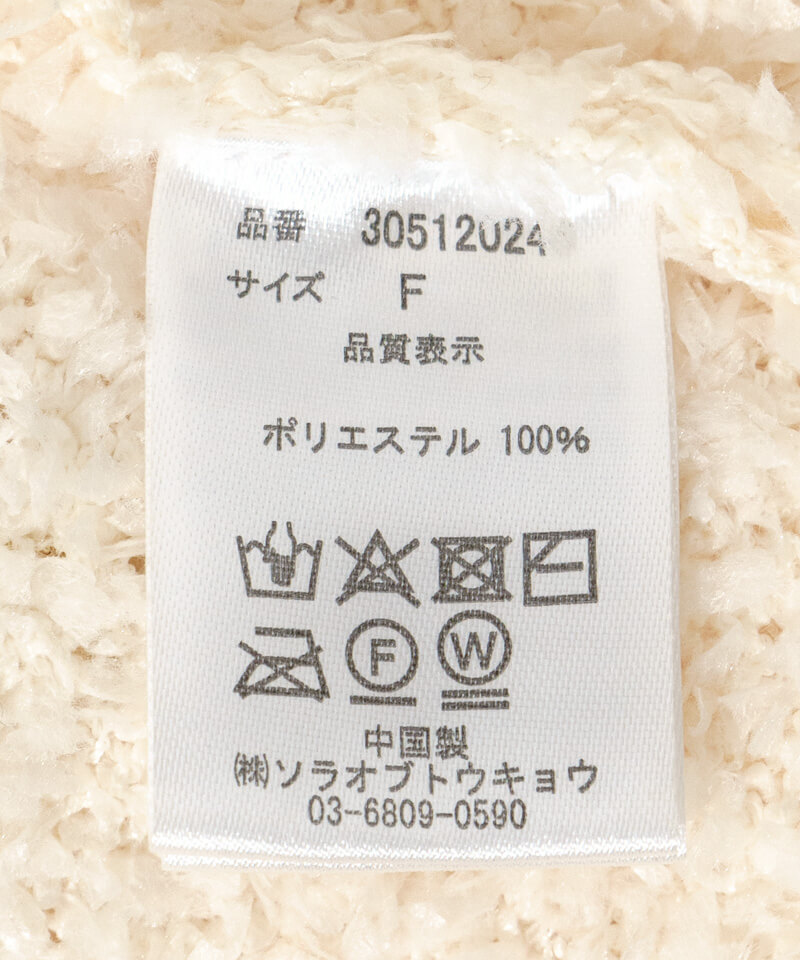 品番 30512024
サイズ F
品質表示
ポリエステル 100%
F W
中国製
㈱ソラオブトウキョウ
03-6809-0590